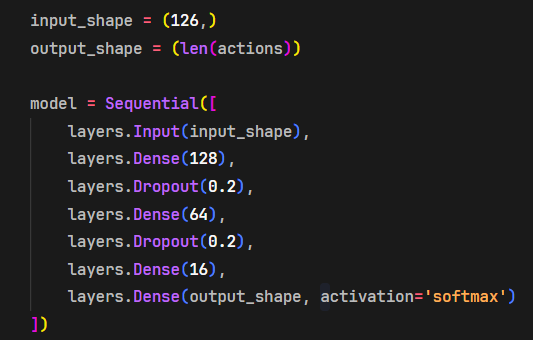 input_shape = (126,)
output_shape = (len(actions))
model = Sequential([
layers.Input(input_shape),
layers.Dense(128),
layers.Dropout(0.2),
layers.Dense(64),
layers.Dropout(0.2),
layers.Dense(16),
layers.Dense(output_shape, activation='softmax')
])